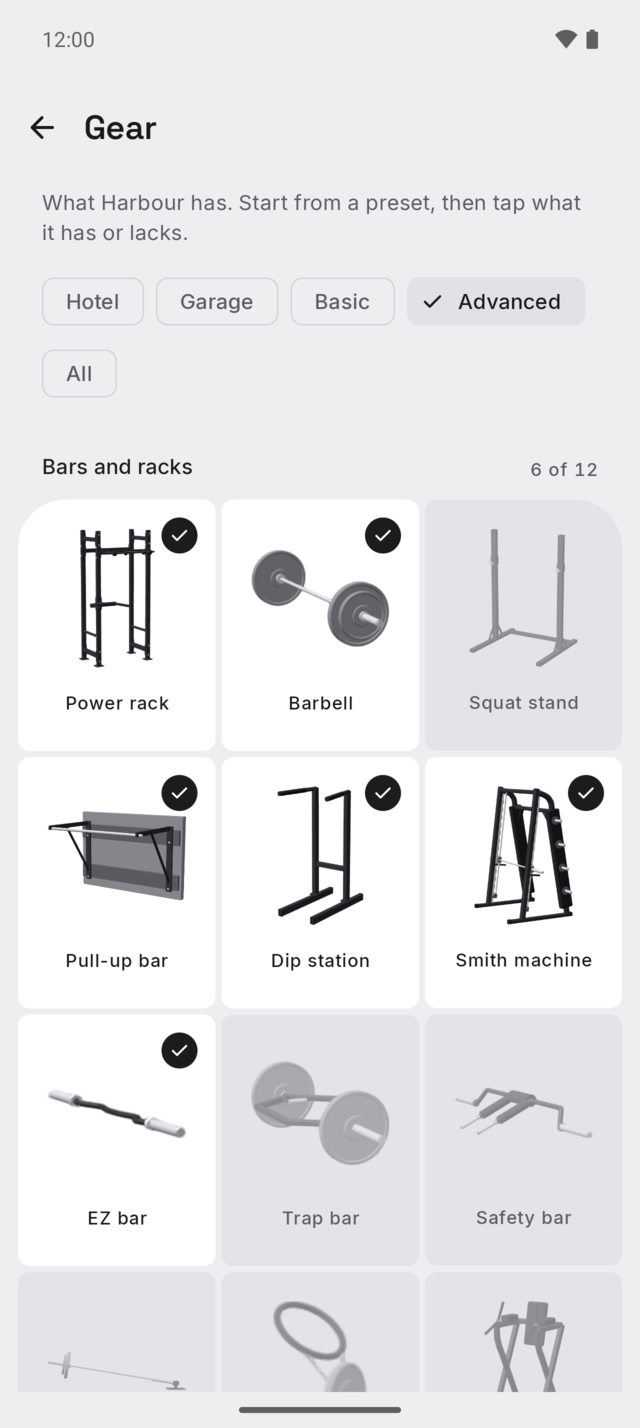 12:00
Gear
What Harbour has. Start from a preset, then tap what
it has or lacks.
Hotel
Garage
Basic
Advanced
All
Bars and racks
6 of 12
Power rack
Barbell
Squat stand
Pull-up bar
Dip station
Smith machine
EZ bar
Trap bar
Safety bar